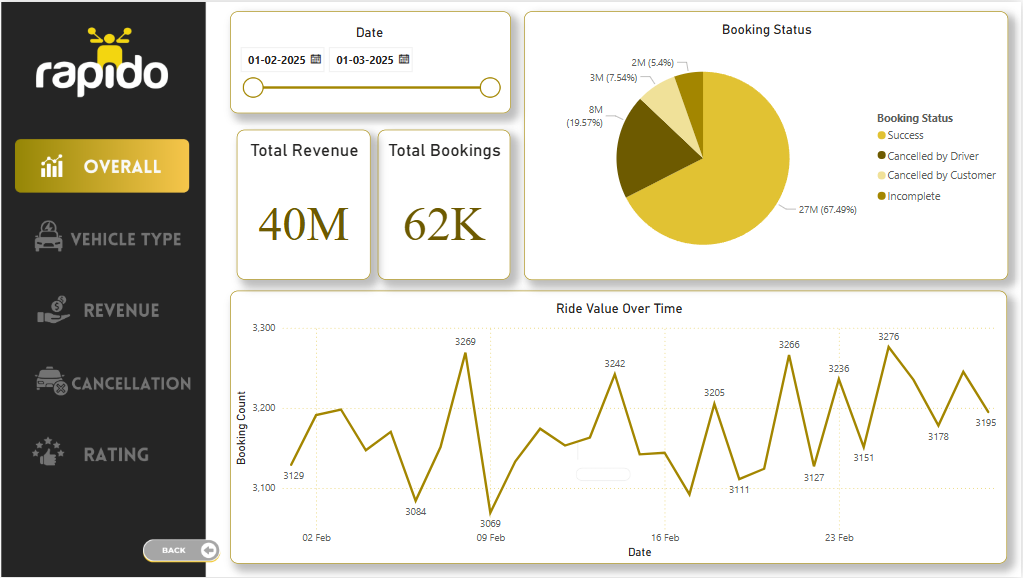 rapido
OVERALL
VEHICLE TYPE
REVENUE
CANCELLATION
RATING
BACK
Date
01-02-2025 01-03-2025
Total Revenue
40M
Total Bookings
62K
Booking Status
2M (5.4%)
3M (7.54%)
8M
(19.57%)
27M (67.49%)
Booking Status
Success
Cancelled by Driver
Cancelled by Customer
Incomplete
Ride Value Over Time
Booking Count
3,300
3,200
3,100
3129
3084
3269
3069
3242
3205
3111
3266
3127
3236
3151
3276
3178
3195
02 Feb
09 Feb
16 Feb
23 Feb
Date